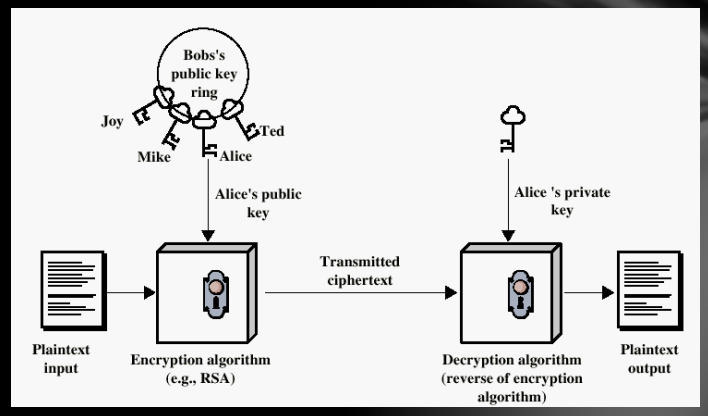 Bobs's
public key
ring
Joy
Ted
Mike
Alice
Alice's public
key
Alice 's private
key
Transmitted
ciphertext
Plaintext
input
Encryption algorithm
(e.g., RSA)
Decryption algorithm
(reverse of encryption
algorithm)
Plaintext
output